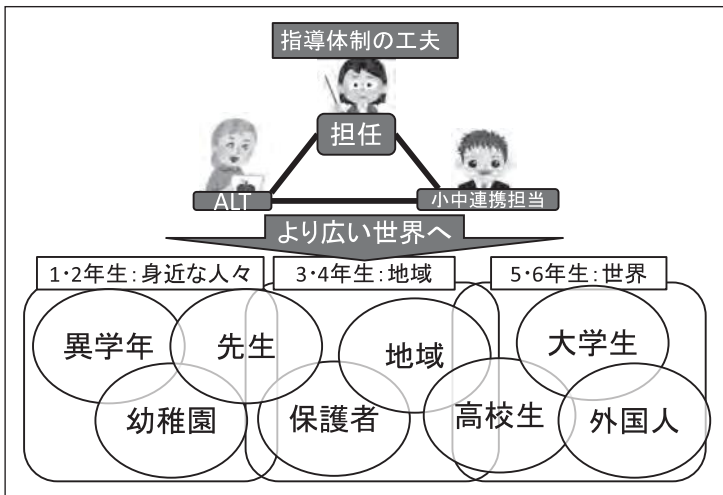 指導体制の工夫
担任
ALT
小中連携担当
より広い世界へ
1・2年生：身近な人々
3・4年生：地域
5・6年生：世界
異学年
先生
地域
大学生
幼稚園
保護者
高校生
外国人